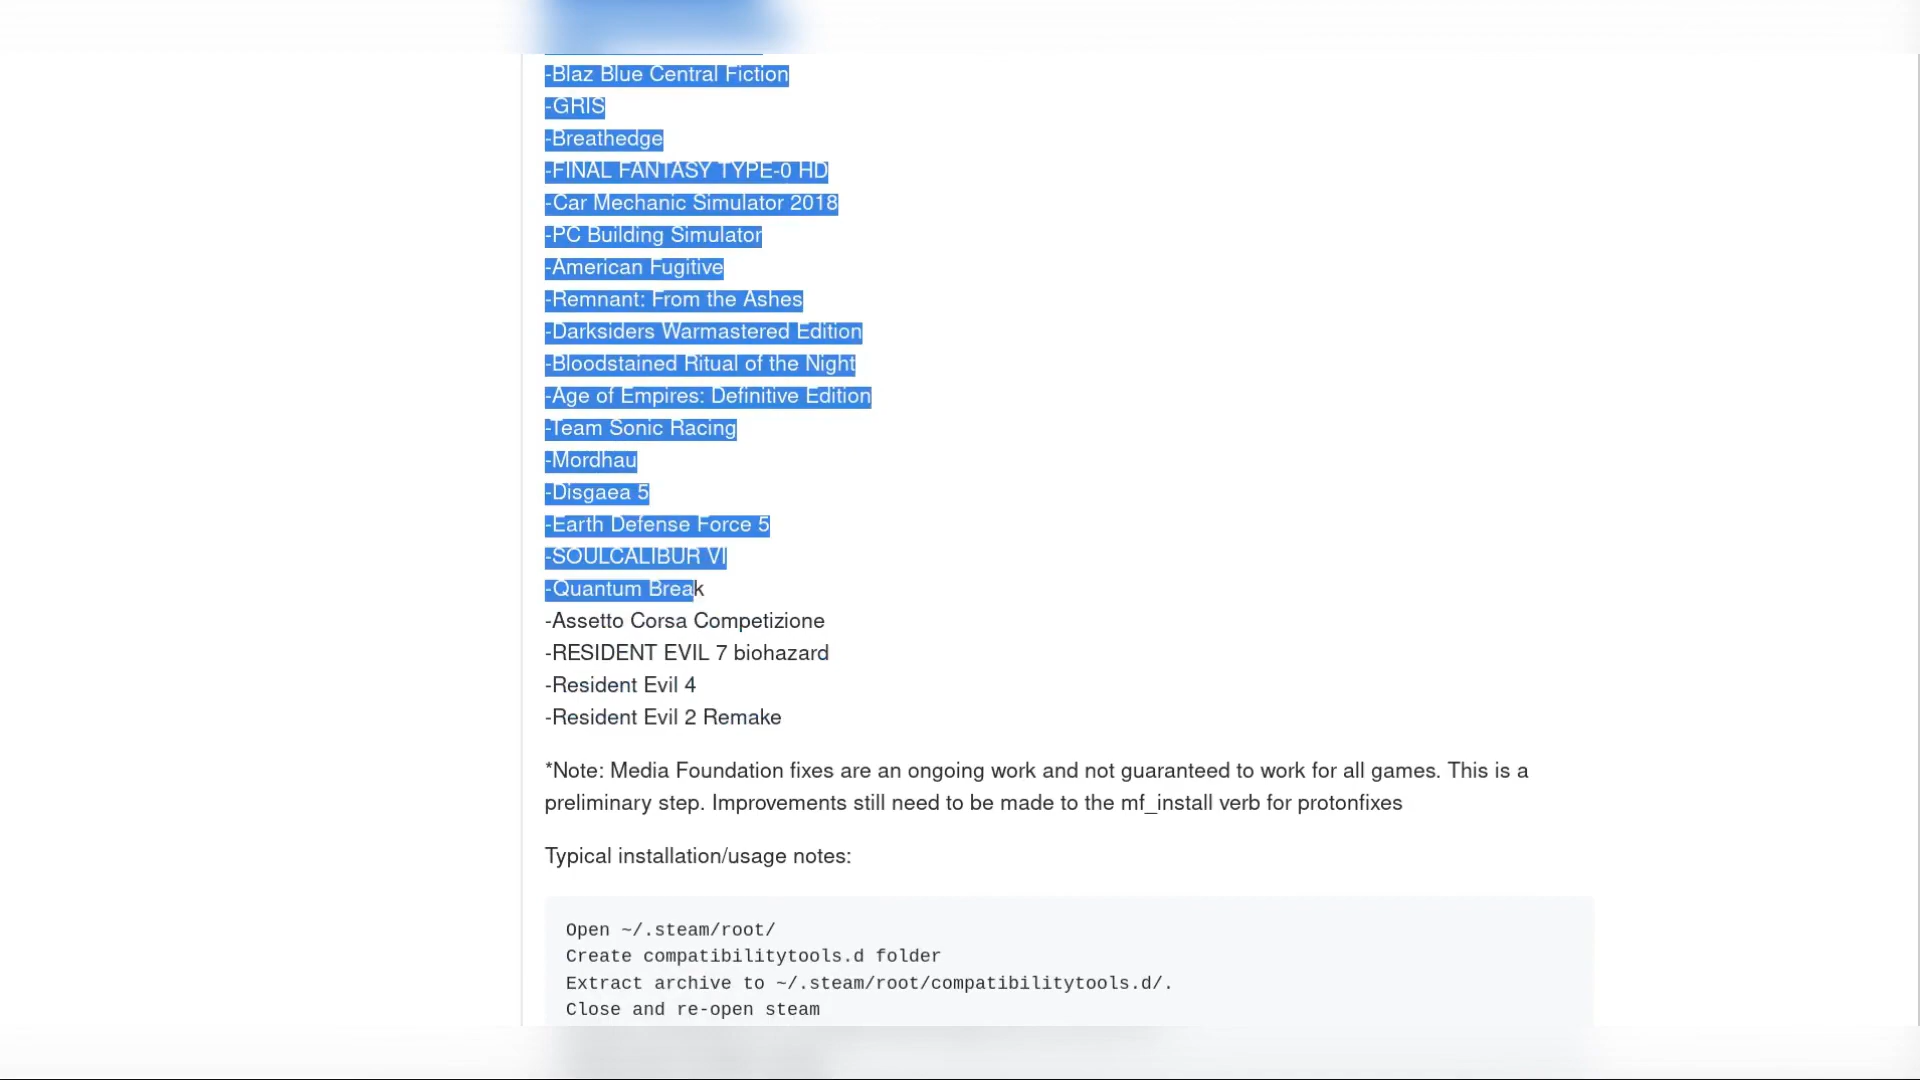 -Blaz Blue Central Fiction
-GRIS
-Breathedge
-FINAL FANTASY TYPE-0 HD
-Car Mechanic Simulator 2018
-PC Building Simulator
-American Fugitive
-Remnant: From the Ashes
-Darksiders Warmastered Edition
-Bloodstained Ritual of the Night
-Age of Empires: Definitive Edition
-Team Sonic Racing
-Mordhau
-Disgaea 5
-Earth Defense Force 5
-SOULCALIBUR VI
-Quantum Break
-Assetto Corsa Competizione
-RESIDENT EVIL 7 biohazard
-Resident Evil 4
-Resident Evil 2 Remake
*Note: Media Foundation fixes are an ongoing work and not guaranteed to work for all games. This is a
preliminary step. Improvements still need to be made to the mf_install verb for protonfixes
Typical installation/usage notes:
Open ~/.steam/root/
Create compatibilitytools.d folder
Extract archive to ~/.steam/root/compatibilitytools.d/.
Close and re-open steam